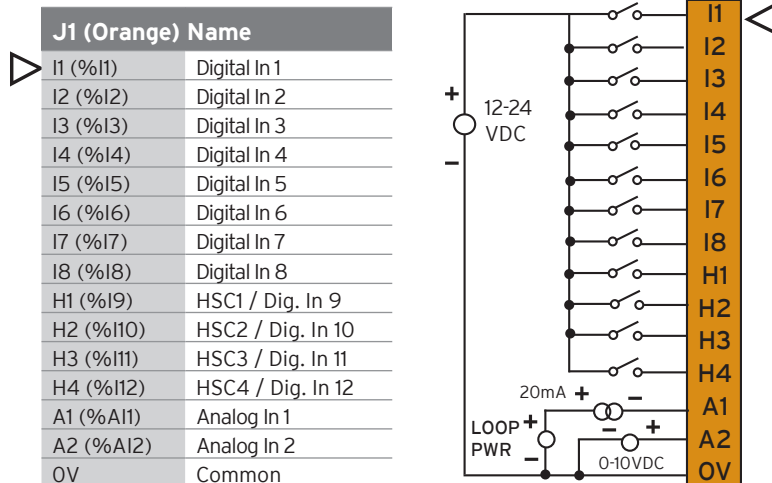 J1 (Orange) Name
I1 (%I1) Digital In 1
I2 (%I2) Digital In 2
I3 (%I3) Digital In 3
I4 (%I4) Digital In 4
I5 (%I5) Digital In 5
I6 (%I6) Digital In 6
I7 (%I7) Digital In 7
I8 (%I8) Digital In 8
H1 (%I9) HSC1 / Dig. In 9
H2 (%I10) HSC2 / Dig. In 10
H3 (%I11) HSC3 / Dig. In 11
H4 (%I12) HSC4 / Dig. In 12
A1 (%AI1) Analog In 1
A2 (%AI2) Analog In 2
0V Common
+
12-24
VDC
−
I1
I2
I3
I4
I5
I6
I7
I8
H1
H2
H3
H4
20mA + −
A1
LOOP +
PWR −
− +
A2
0-10VDC
0V